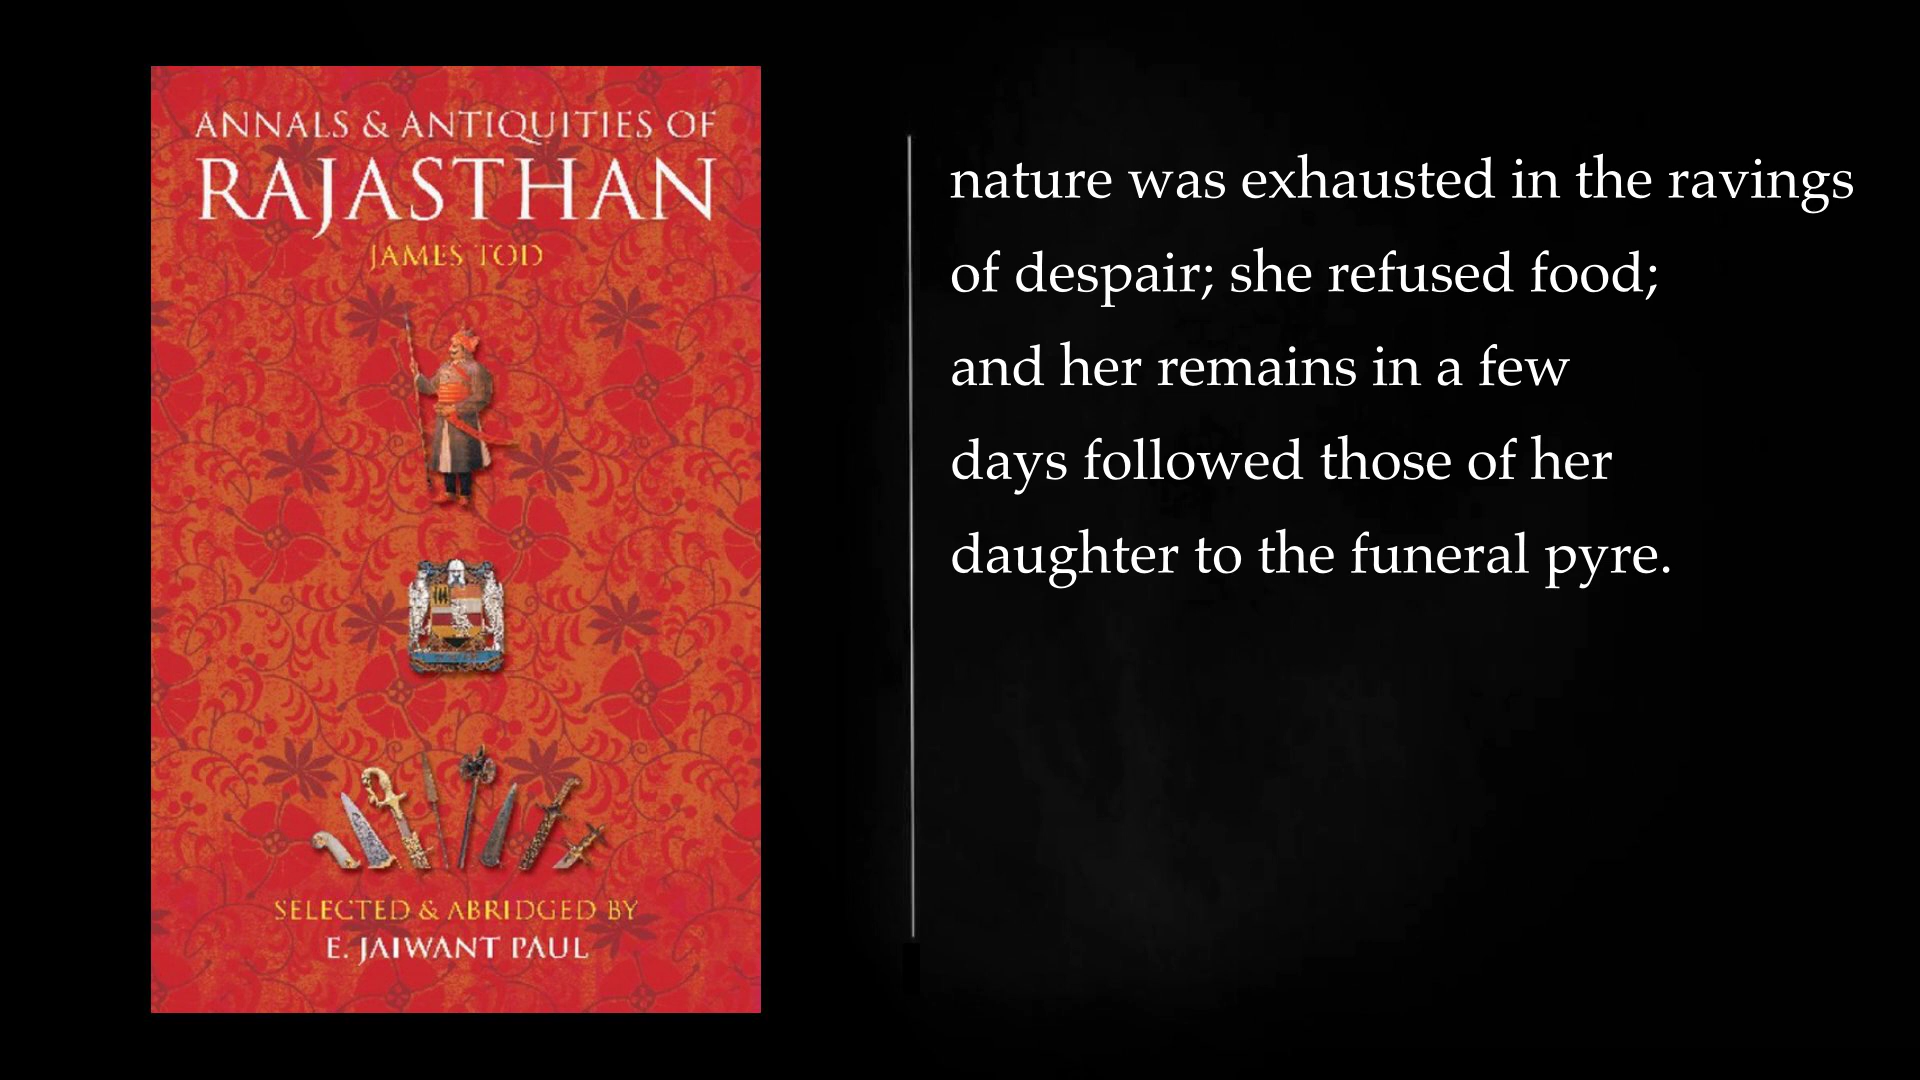 ANNALS & ANTIQUITIES OF
RAJASTHAN
JAMES TOD
SELECTED & ABRIDGED BY
E. JAIWANT PAUL
nature was exhausted in the ravings
of despair; she refused food;
and her remains in a few
days followed those of her
daughter to the funeral pyre.